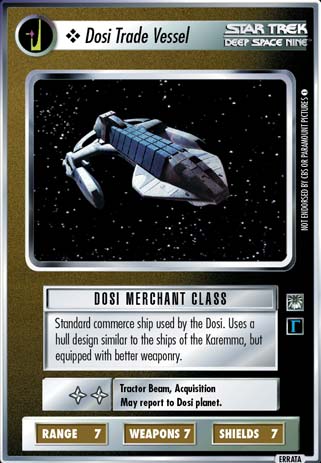 ❖ Dosi Trade Vessel
STAR TREK
DEEP SPACE NINE
NOT ENDORSED BY CBS OR PARAMOUNT PICTURES
DOSI MERCHANT CLASS
Standard commerce ship used by the Dosi. Uses a
hull design similar to the ships of the Karemma, but
equipped with better weaponry.
Tractor Beam, Acquisition
May report to Dosi planet.
RANGE 7
WEAPONS 7
SHIELDS 7
ERRATA